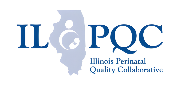 IL PQC
Illinois Perinatal
Quality Collaborative